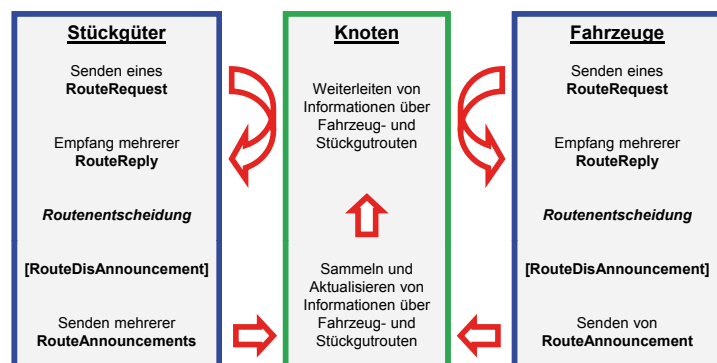 Stückgüter
Senden eines
RouteRequest
Empfang mehrerer
RouteReply
Routenentscheidung
[RouteDisAnnouncement]
Senden mehrerer
RouteAnnouncements
Knoten
Weiterleiten von
Informationen über
Fahrzeug- und
Stückgutrouten
Sammeln und
Aktualisieren von
Informationen über
Fahrzeug- und
Stückgutrouten
Fahrzeuge
Senden eines
RouteRequest
Empfang mehrerer
RouteReply
Routenentscheidung
[RouteDisAnnouncement]
Senden von
RouteAnnouncement